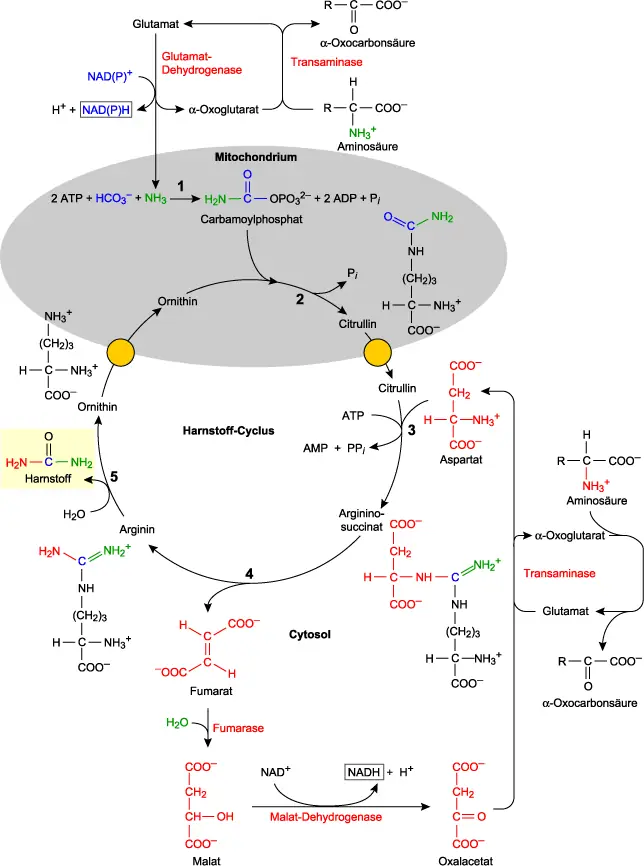 R
C
COO⁻
O
α-Oxocarbonsäure
Glutamat
Glutamat-
Dehydrogenase
Transaminase
NAD(P)⁺
H⁺ + NAD(P)H
α-Oxoglutarat
H
R – C – COO⁻
NH₃⁺
Aminosäure
Mitochondrium
1
2 ATP + HCO₃⁻ + NH₃
O
H₂N C OPO₃²⁻ + 2 ADP + Pᵢ
Carbamoylphosphat
O
C
NH₂
NH
(CH₂)₃
H – C – NH₃⁺
COO⁻
Pᵢ
2
Ornithin
Citrullin
NH₃⁺
(CH₂)₃
H – C – NH₃⁺
COO⁻
Ornithin
Citrullin
COO⁻
CH₂
H – C – NH₃⁺
COO⁻
Aspartat
ATP
3
AMP + PPᵢ
Harnstoff-Cyclus
O
H₂N C NH₂
Harnstoff
5
H₂O
Arginin
H
R – C – COO⁻
NH₃⁺
Aminosäure
Arginino-
succinat
COO⁻
CH₂
H – C – NH – C
NH₂⁺
COO⁻
NH
(CH₂)₃
H – C – NH₃⁺
COO⁻
α-Oxoglutarat
Transaminase
Glutamat
R – C – COO⁻
O
α-Oxocarbonsäure
H₂N
C
NH₂⁺
NH
(CH₂)₃
H – C – NH₃⁺
COO⁻
4
H
COO⁻
⁻OOC
H
Fumarat
Cytosol
H₂O
Fumarase
COO⁻
CH₂
CH – OH
COO⁻
Malat
NAD⁺
NADH + H⁺
Malat-Dehydrogenase
COO⁻
CH₂
C = O
COO⁻
Oxalacetat